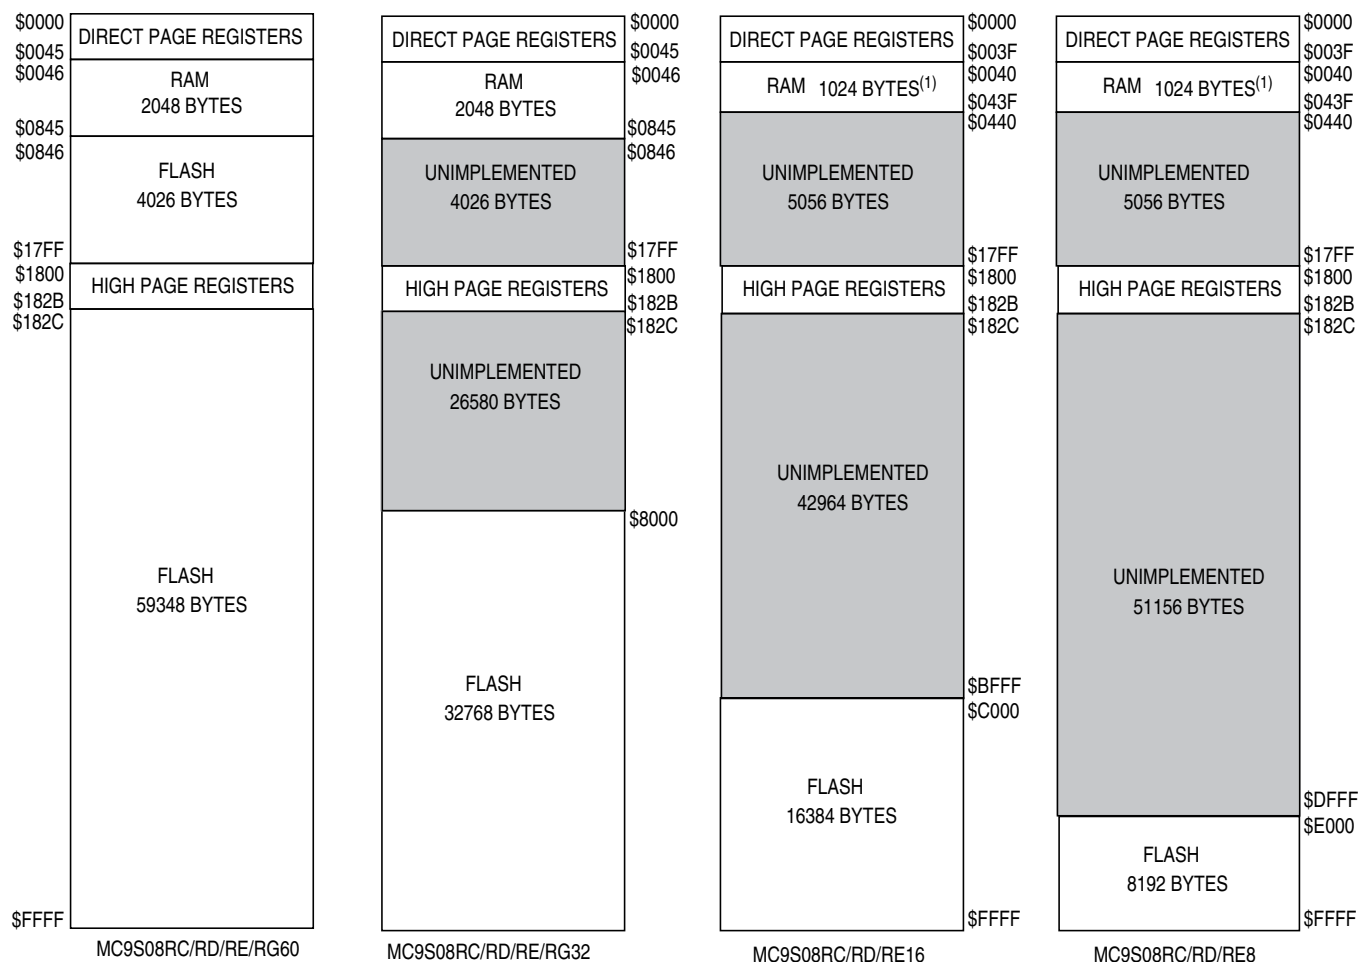 $0000
DIRECT PAGE REGISTERS
$0045
$0046
RAM
2048 BYTES
$0845
$0846
FLASH
4026 BYTES
$17FF
$1800
HIGH PAGE REGISTERS
$182B
$182C
FLASH
59348 BYTES
$FFFF
MC9S08RC/RD/RE/RG60
$0000
DIRECT PAGE REGISTERS
$0045
$0046
RAM
2048 BYTES
$0845
$0846
UNIMPLEMENTED
4026 BYTES
$17FF
$1800
HIGH PAGE REGISTERS
$182B
$182C
UNIMPLEMENTED
26580 BYTES
$8000
FLASH
32768 BYTES
MC9S08RC/RD/RE/RG32
$0000
DIRECT PAGE REGISTERS
$003F
$0040
RAM 1024 BYTES(1)
$043F
$0440
UNIMPLEMENTED
5056 BYTES
$17FF
$1800
HIGH PAGE REGISTERS
$182B
$182C
UNIMPLEMENTED
42964 BYTES
$BFFF
$C000
FLASH
16384 BYTES
$FFFF
MC9S08RC/RD/RE16
$0000
DIRECT PAGE REGISTERS
$003F
$0040
RAM 1024 BYTES(1)
$043F
$0440
UNIMPLEMENTED
5056 BYTES
$17FF
$1800
HIGH PAGE REGISTERS
$182B
$182C
UNIMPLEMENTED
51156 BYTES
$DFFF
$E000
FLASH
8192 BYTES
$FFFF
MC9S08RC/RD/RE8